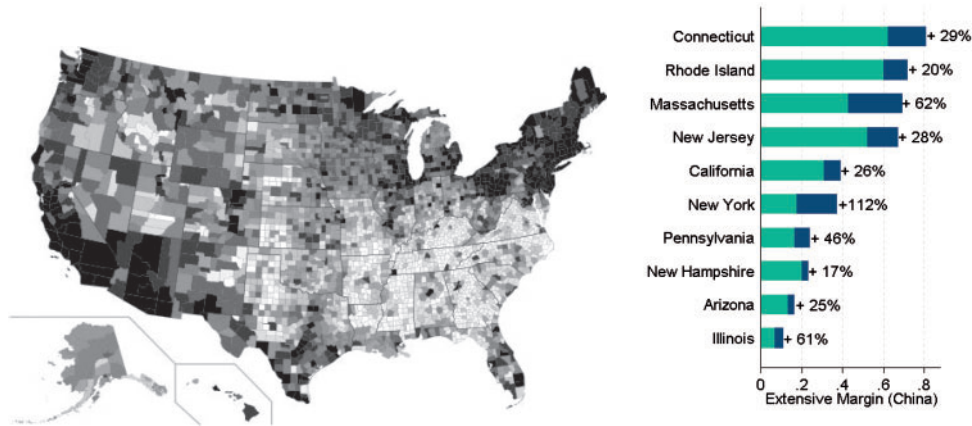 Connecticut + 29%
Rhode Island + 20%
Massachusetts + 62%
New Jersey + 28%
California + 26%
New York +112%
Pennsylvania + 46%
New Hampshire + 17%
Arizona + 25%
Illinois + 61%
0 .2 .4 .6 .8
Extensive Margin (China)